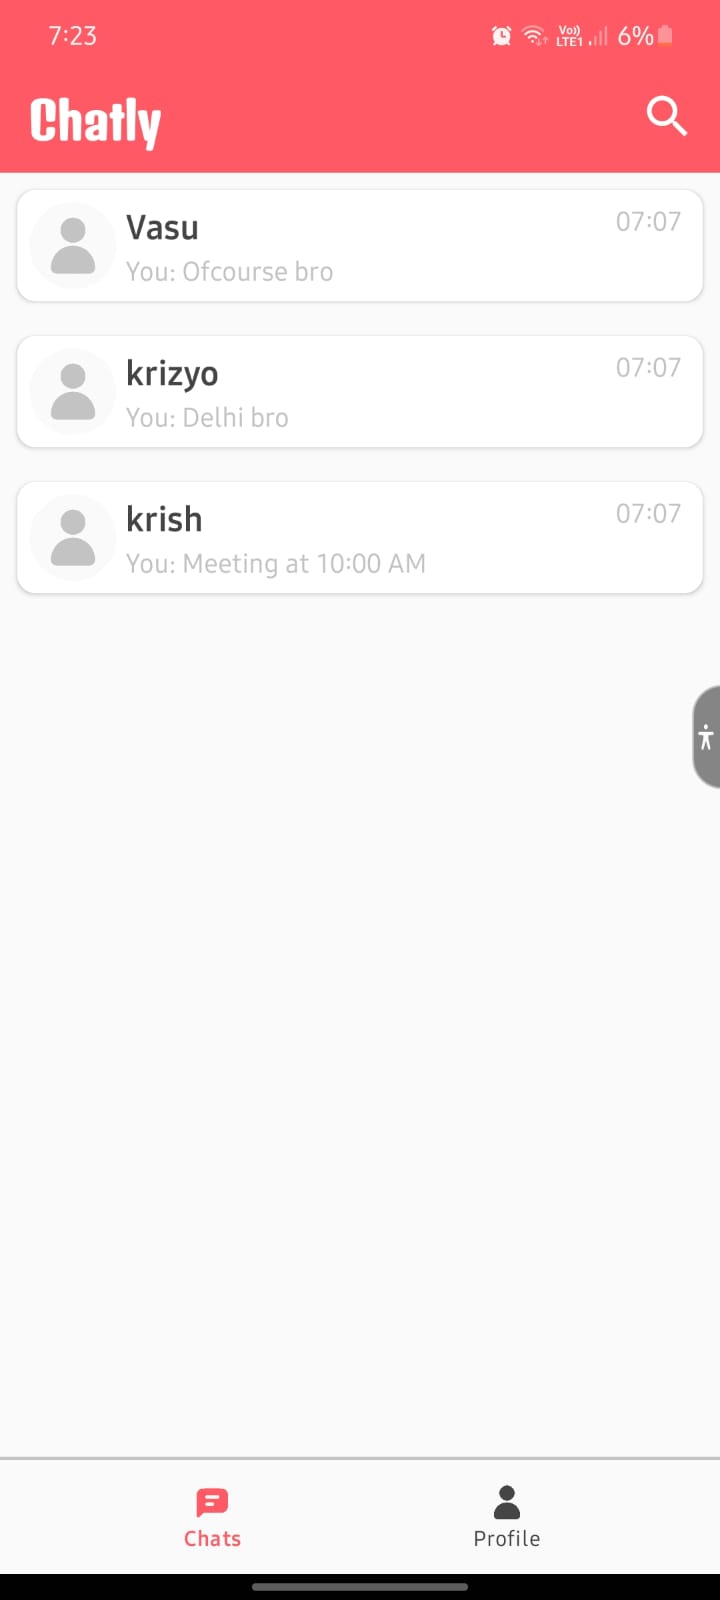 7:23
Vo)) LTE1 6%
Chatly
Vasu 07:07
You: Ofcourse bro
krizyo 07:07
You: Delhi bro
krish 07:07
You: Meeting at 10:00 AM
Chats Profile